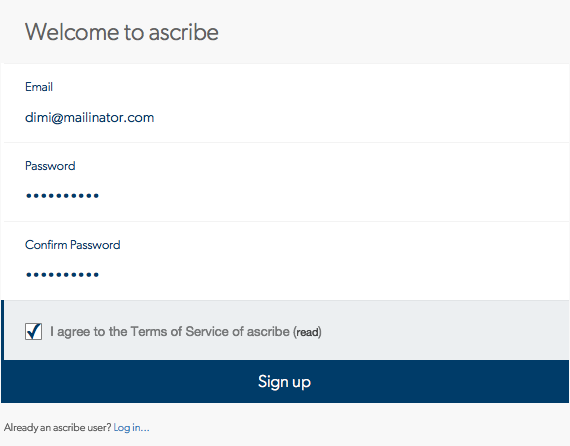 Welcome to ascribe
Email
dimi@mailinator.com
Password
••••••••••
Confirm Password
••••••••••
I agree to the Terms of Service of ascribe (read)
Sign up
Already an ascribe user? Log in...